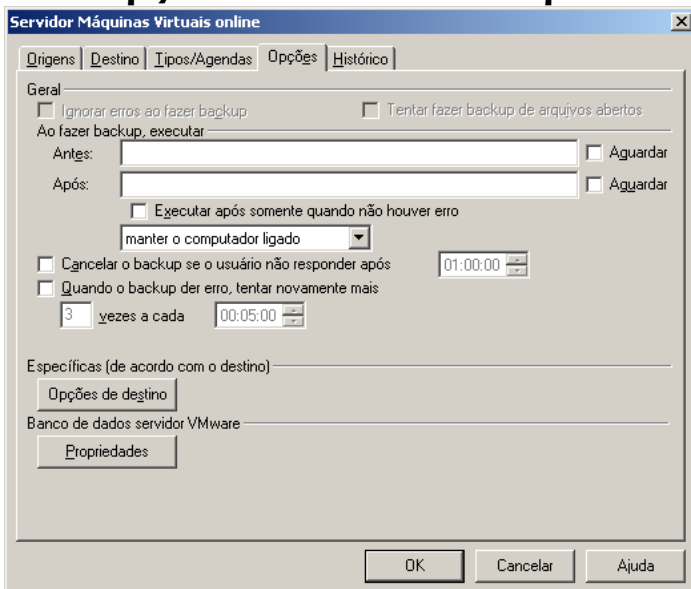 Servidor Máquinas Virtuais online
Origens Destino Tipos/Agendas Opções Histórico
Geral
Ignorar erros ao fazer backup Tentar fazer backup de arquivos abertos
Ao fazer backup, executar
Antes: Aguardar
Após: Aguardar
Executar após somente quando não houver erro
manter o computador ligado
Cancelar o backup se o usuário não responder após 01:00:00
Quando o backup der erro, tentar novamente mais
3 vezes a cada 00:05:00
Específicas (de acordo com o destino)
Opções de destino
Banco de dados servidor VMware
Propriedades
OK Cancelar Ajuda